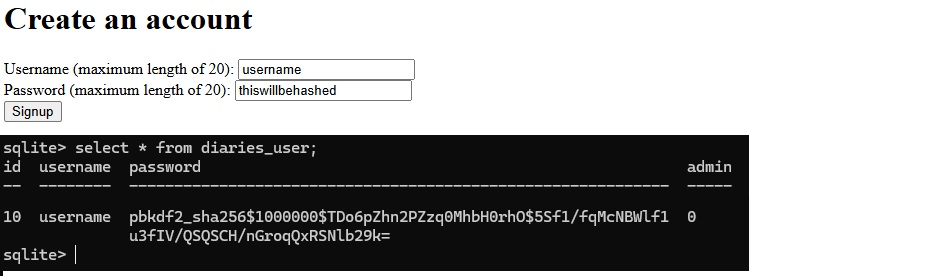 Create an account
Username (maximum length of 20): username
Password (maximum length of 20): thiswillbehashed
Signup
sqlite> select * from diaries_user;
id  username  password                                                  admin
--  --------  --------------------------------------------------------  -----
10  username  pbkdf2_sha256$1000000$TDo6pZhn2PZzq0MhbH0rhO$5Sf1/fqMcNBWlf1  0
u3fIV/QSQSCH/nGroqQxRSNlb29k=
sqlite>